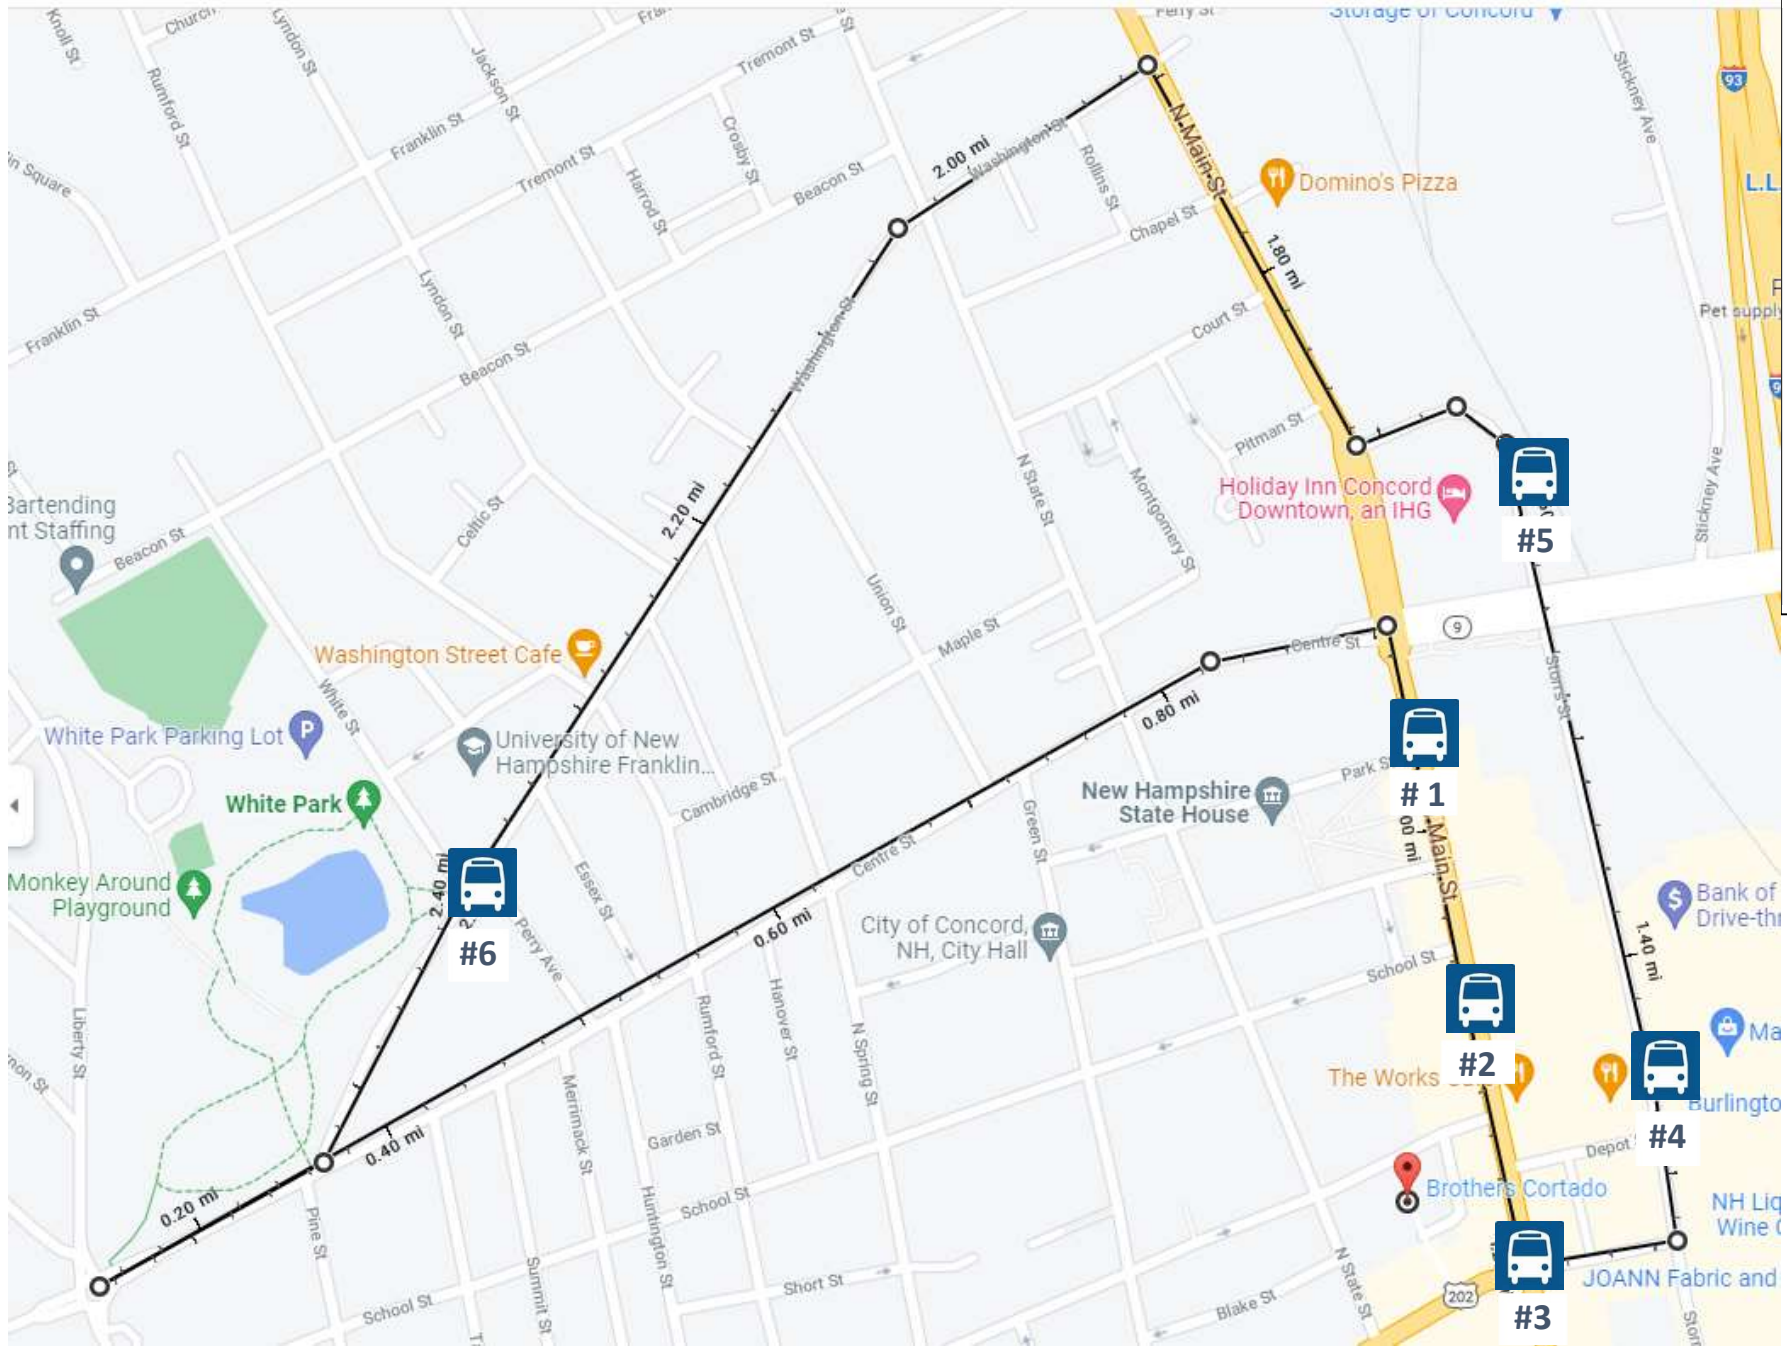 Church
Ferry St
Storage of Concord
Knoll St
Lyndon St
Jackson St
Tremont St
Stickney Ave
93
Rumford St
Franklin St
Crosby St
2.00 mi
Washington St
Rollins St
N Main St
Domino's Pizza
L.L.
Square
Tremont St
Harrod St
Beacon St
Chapel St
1.80 mi
Lyndon St
Franklin St
Court St
Pet supply
Beacon St
Washington St
Pitman St
N State St
Montgomery St
Stickney Ave
Holiday Inn Concord
Downtown, an IHG
#5
Bartending
nt Staffing
Beacon St
Celtic St
2.20 mi
Union St
Maple St
Centre St
9
Washington Street Cafe
White St
Storrs St
White Park Parking Lot
P
University of New
Hampshire Franklin...
0.80 mi
Cambridge St
Park S
New Hampshire
State House
# 1
00 mi
Main St
White Park
Green St
Centre St
2.40 mi
Essex St
Monkey Around
Playground
Bank of
Drive-thr
0.60 mi
City of Concord,
NH, City Hall
1.40 mi
#6
Perry Ave
School St
Hanover St
Rumford St
N Spring St
Liberty St
non St
#2
The Works
Ma
Burlingto
Merrimack St
Garden St
0.40 mi
#4
Depot
Brothers Cortado
School St
0.20 mi
Pine St
Huntington St
NH Liq
Wine
N State St
JOANN Fabric and
Short St
Summit St
School St
Blake St
202
#3
Storr